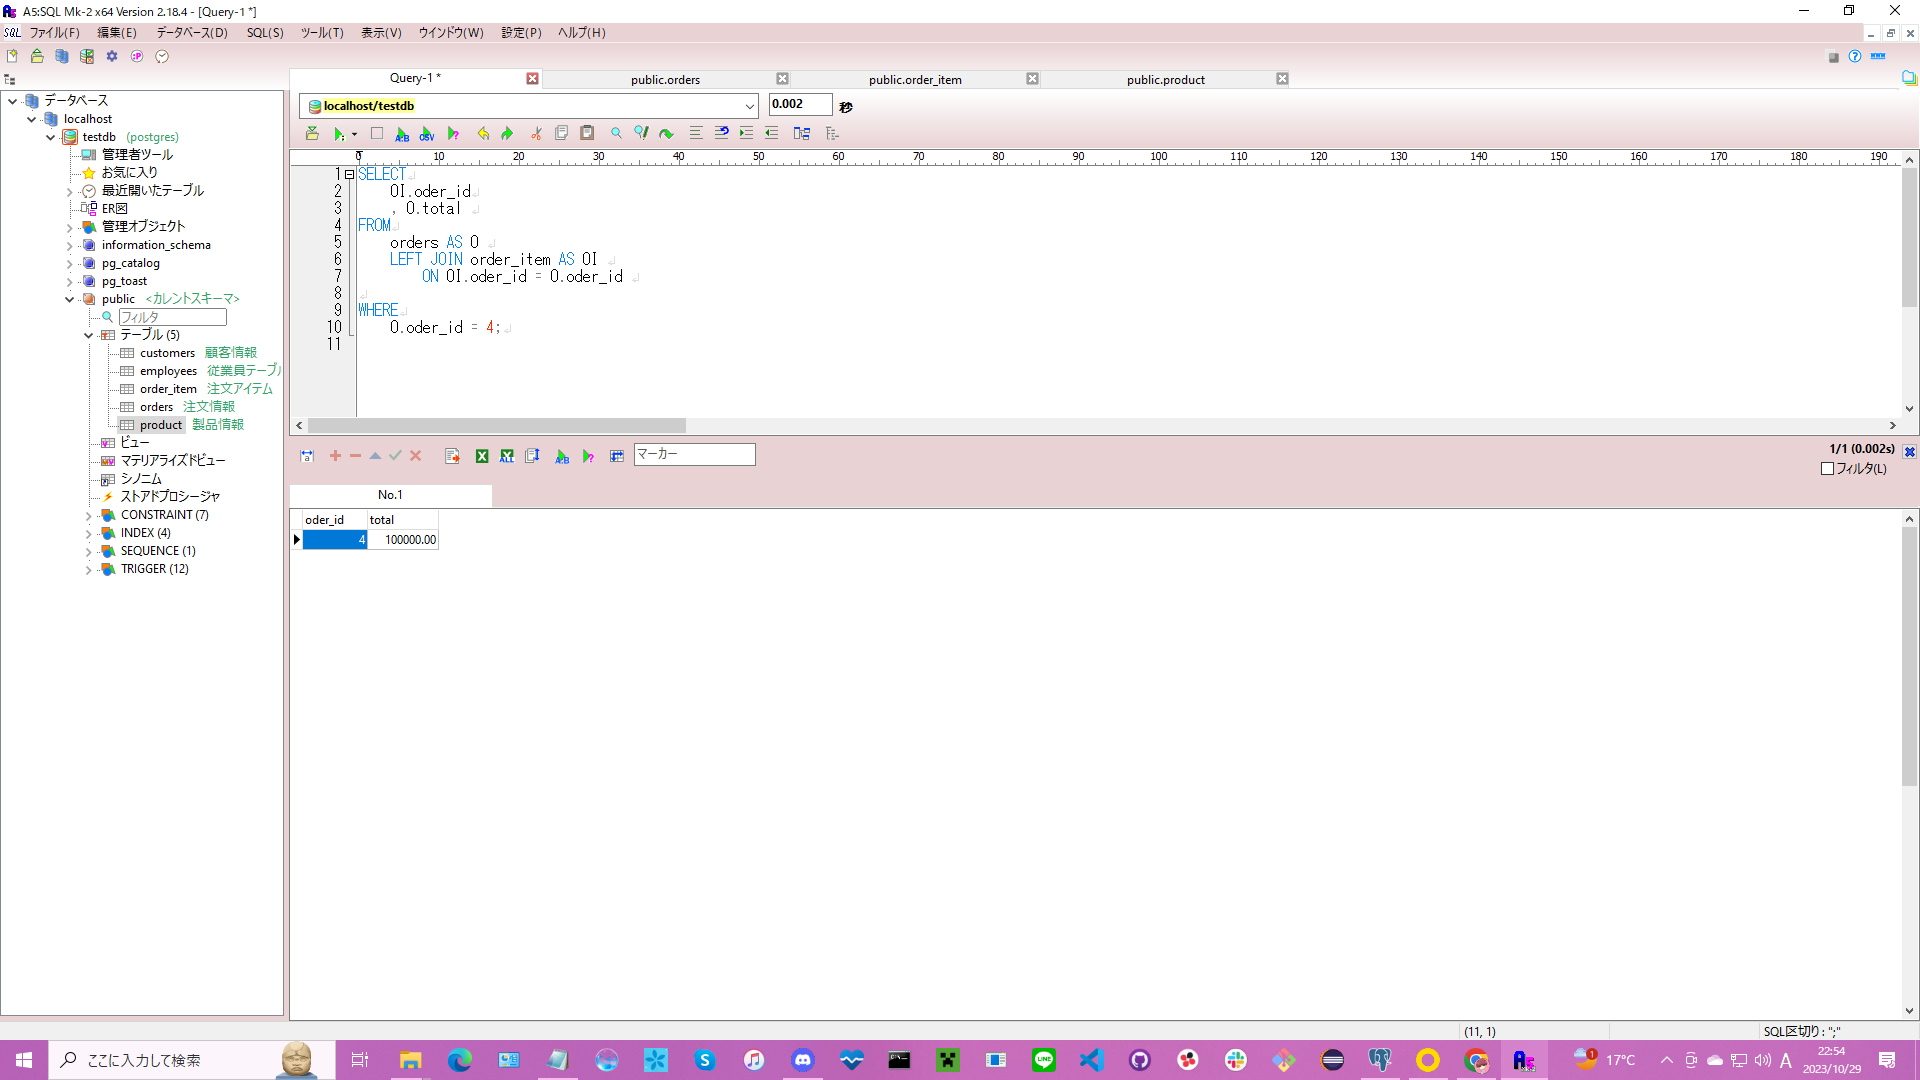 A5:SQL Mk-2 x64 Version 2.18.4 - [Query-1 *]
SQL ファイル(F) 編集(E) データベース(D) SQL(S) ツール(T) 表示(V) ウインドウ(W) 設定(P) ヘルプ(H)
Query-1 * public.orders public.order_item public.product
データベース
localhost
testdb (postgres)
管理者ツール
お気に入り
最近開いたテーブル
ER図
管理オブジェクト
information_schema
pg_catalog
pg_toast
public <カレントスキーマ>
フィルタ
テーブル (5)
customers 顧客情報
employees 従業員テーブル
order_item 注文アイテム
orders 注文情報
product 製品情報
ビュー
マテリアライズドビュー
シノニム
ストアドプロシージャ
CONSTRAINT (7)
INDEX (4)
SEQUENCE (1)
TRIGGER (12)
localhost/testdb 0.002 秒
0 10 20 30 40 50 60 70 80 90 100 110 120 130 140 150 160 170 180 190
1 SELECT
2 OI.oder_id
3 , O.total
4 FROM
5 orders AS O
6 LEFT JOIN order_item AS OI
7 ON OI.oder_id = O.oder_id
8
9 WHERE
10 O.oder_id = 4;
11
マーカー
1/1 (0.002s)
フィルタ(L)
No.1
oder_id total
4 100000.00
(11, 1) SQL区切り: ";"
ここに入力して検索
17°C
A
22:54
2023/10/29